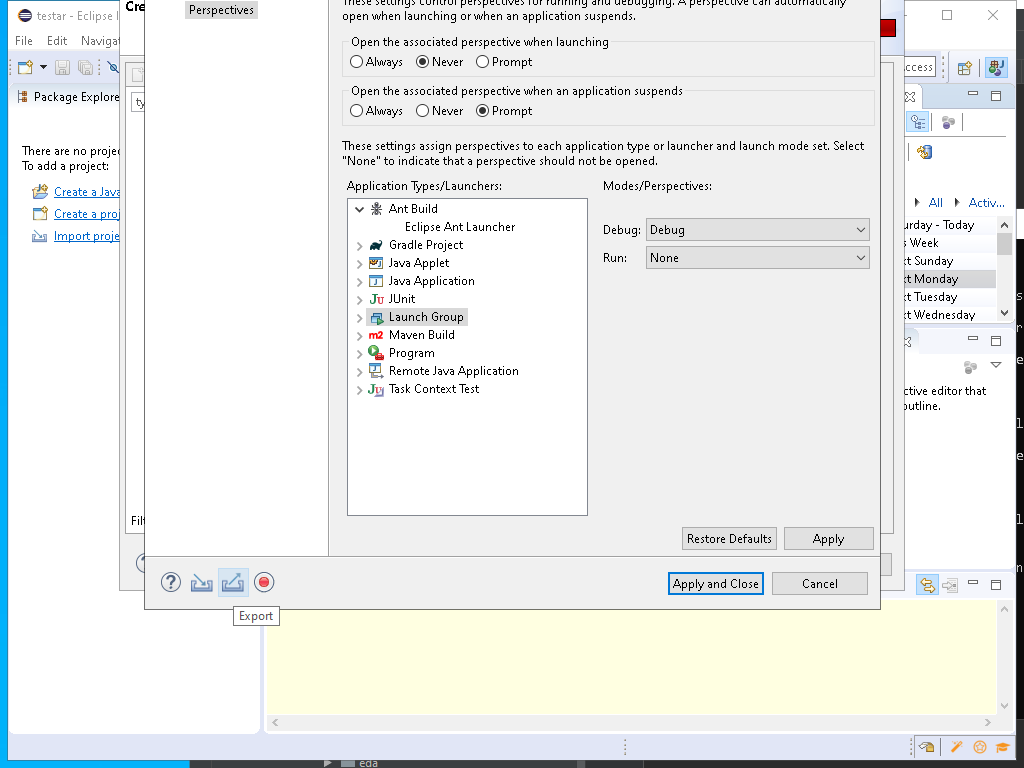 testar - Eclipse I
Cre
Perspectives
These settings control perspectives for running and debugging. A perspective can automatically
open when launching or when an application suspends.
File Edit Navigat
Open the associated perspective when launching
Always Never Prompt
Open the associated perspective when an application suspends
Always Never Prompt
These settings assign perspectives to each application type or launcher and launch mode set. Select
"None" to indicate that a perspective should not be opened.
Application Types/Launchers:
Ant Build
Eclipse Ant Launcher
Gradle Project
Java Applet
Java Application
JUnit
Launch Group
Maven Build
Program
Remote Java Application
Task Context Test
Modes/Perspectives:
Debug: Debug
Run: None
Restore Defaults Apply
Apply and Close Cancel
Export
Package Explore
ty
There are no projec
To add a project:
Create a Java
Create a proj
Import proje
Filt
ccess
All Activ...
urday - Today
s Week
xt Sunday
xt Monday
xt Tuesday
xt Wednesday
ctive editor that
outline.
eda